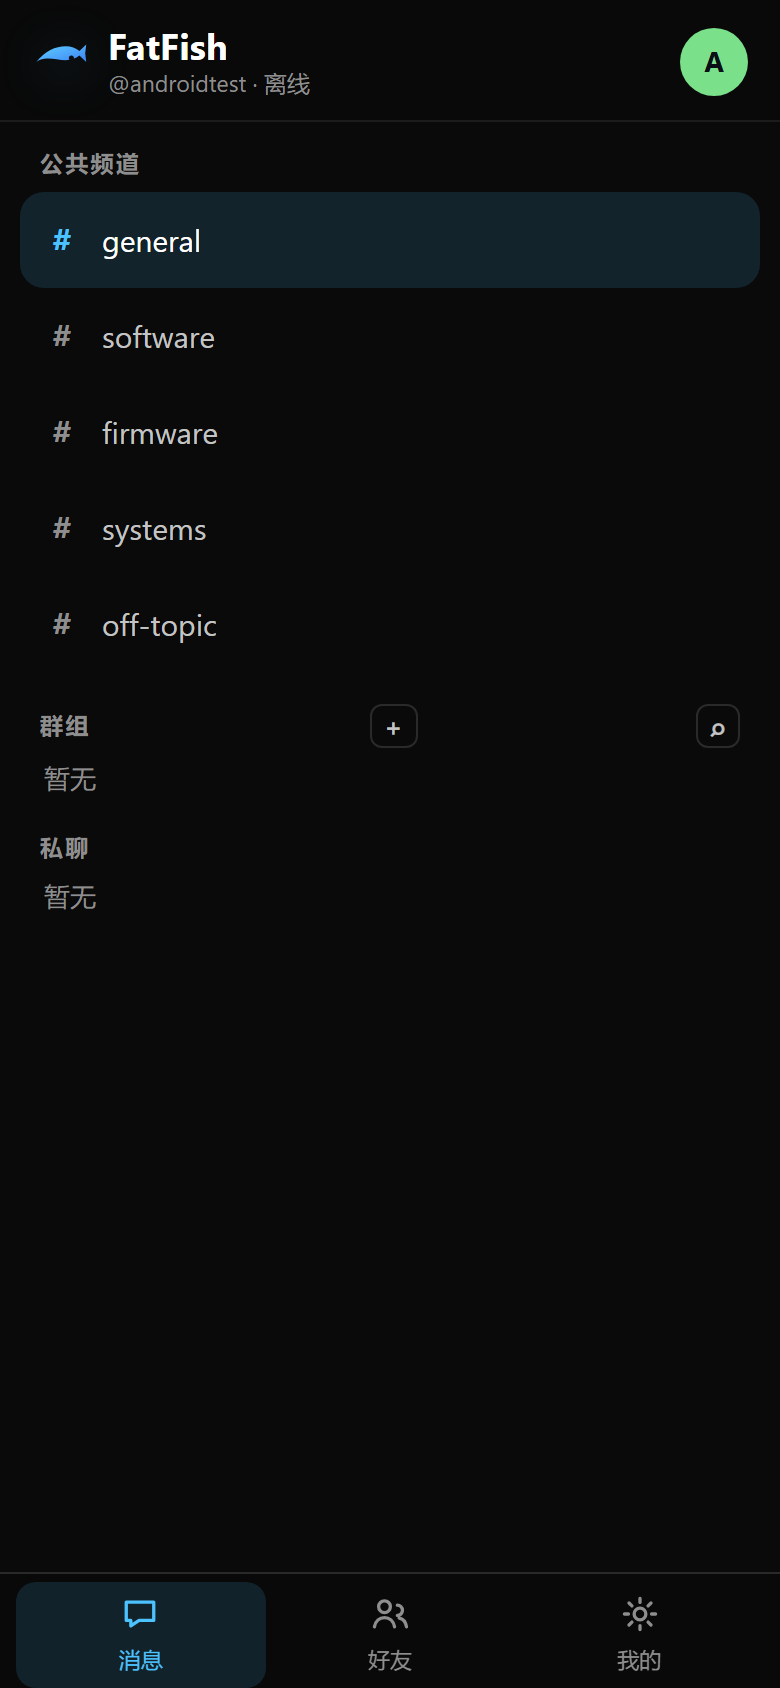 FatFish
@androidtest · 离线
A
公共频道
# general
# software
# firmware
# systems
# off-topic
群组 +
暂无
私聊
暂无
消息 好友 我的